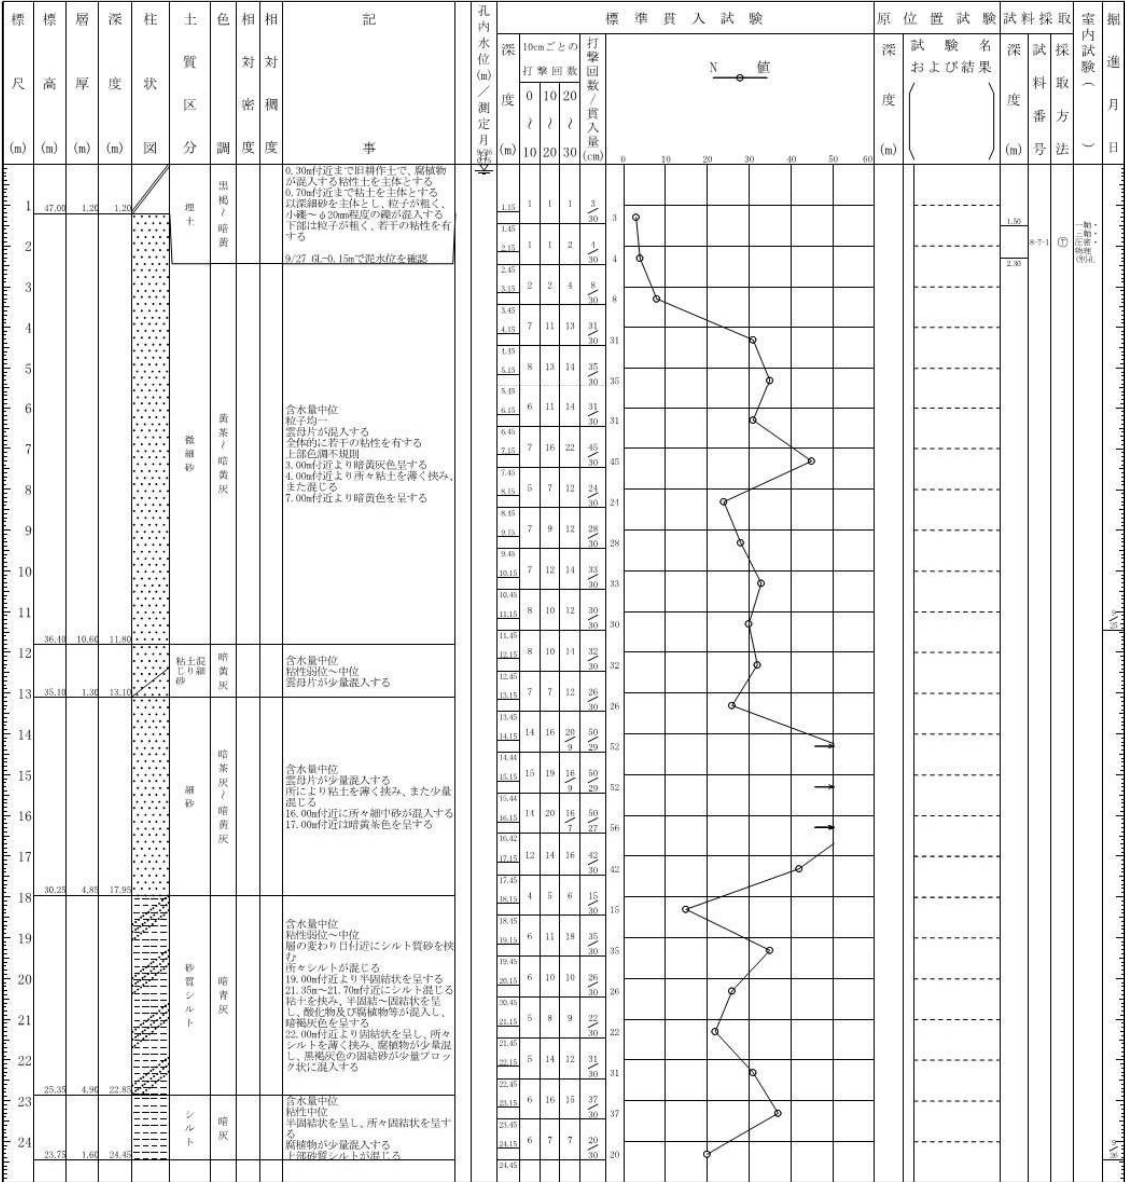 標尺(m)
標高(m)
層厚(m)
深度(m)
柱状図
土質区分
色調
相対密度
相対稠度
記事
孔内水位(m)／測定月日
標準貫入試験
深度(m)
10cmごとの打撃回数
0～10
10～20
20～30
打撃回数／貫入量(cm)
N 値
0 10 20 30 40 50 60
原位置試験
深度(m)
試験名および結果
試料採取
深度(m)
試料番号
採取方法
室内試験（ ）
掘進月日
1
2
3
4
5
6
7
8
9
10
11
12
13
14
15
16
17
18
19
20
21
22
23
24
47.00 1.20 1.20
埋土
黒褐～暗黄
0.30m付近まで旧耕作土で、腐植物
が混入する粘性土を主体とする
0.70m付近まで粘土を主体とする
以深細砂を主体とし、粒子が粗く、
小礫～φ20mm程度の礫が混入する
下部は粒子が粗く、若干の粘性を有
する
9/27 GL-0.15mで泥水位を確認
36.40 10.60 11.80
微細砂
黄茶～暗黄灰
含水量中位
粒子均一
雲母片が混入する
全体的に若干の粘性を有する
上部色調不規則
3.00m付近より暗黄灰色呈する
4.00m付近より所々粘土を薄く挟み、
また混じる
7.00m付近より暗黄色を呈する
35.10 1.30 13.10
粘土混じり細砂
暗黄灰
含水量中位
粘性弱位～中位
雲母片が少量混入する
30.25 4.85 17.95
細砂
暗茶灰～暗黄灰
含水量中位
雲母片が少量混入する
所により粘土を薄く挟み、また少量
混じる
16.00m付近に所々細中砂が混入する
17.00m付近は暗黄茶色を呈する
25.35 4.90 22.85
砂質シルト
暗青灰
含水量中位
粘性弱位～中位
層の変わり目付近にシルト質砂を挟
む
所々シルトが混じる
19.00m付近より半固結状を呈する
21.35m～21.70m付近にシルト混じる
粘土を挟み、半固結～固結状を呈
し、酸化物及び腐植物等が混入し、
暗褐灰色を呈する
22.00m付近より固結状を呈し、所々
シルトを薄く挟み、腐植物が少量混
し、黒褐灰色の固結砂が少量ブロッ
ク状に混入する
23.75 1.60 24.45
シルト
暗灰
含水量中位
粘性中位
半固結状を呈し、所々固結状を呈す
る
腐植物が少量混入する
上部砂質シルトが混じる
1.15 1 1 1 3/30 3
1.45
2.15 1 1 2 4/30 4
2.45
3.15 2 2 4 8/30 8
3.45
4.15 7 11 13 31/30 31
4.45
5.15 8 13 14 35/30 35
5.45
6.15 6 11 14 31/30 31
6.45
7.15 7 16 22 45/30 45
7.45
8.15 5 7 12 24/30 24
8.45
9.15 7 9 12 28/30 28
9.45
10.15 7 12 14 33/30 33
10.45
11.15 8 10 12 30/30 30
11.45
12.15 8 10 14 32/30 32
12.45
13.15 7 7 12 26/30 26
13.45
14.15 14 16 20/9 50/29 52
14.44
15.15 15 19 16/9 50/29 52
15.44
16.15 14 20 16/7 50/27 56
16.42
17.15 12 14 16 42/30 42
17.45
18.15 4 5 6 15/30 15
18.45
19.15 6 11 18 35/30 35
19.45
20.15 6 10 10 26/30 26
20.45
21.15 5 8 9 22/30 22
21.45
22.15 5 14 12 31/30 31
22.45
23.15 6 16 15 37/30 37
23.45
24.15 6 7 7 20/30 20
24.45
1.50
2.30
Ⓣ
一軸・
三軸・
圧密・
物理
9/25
9/26